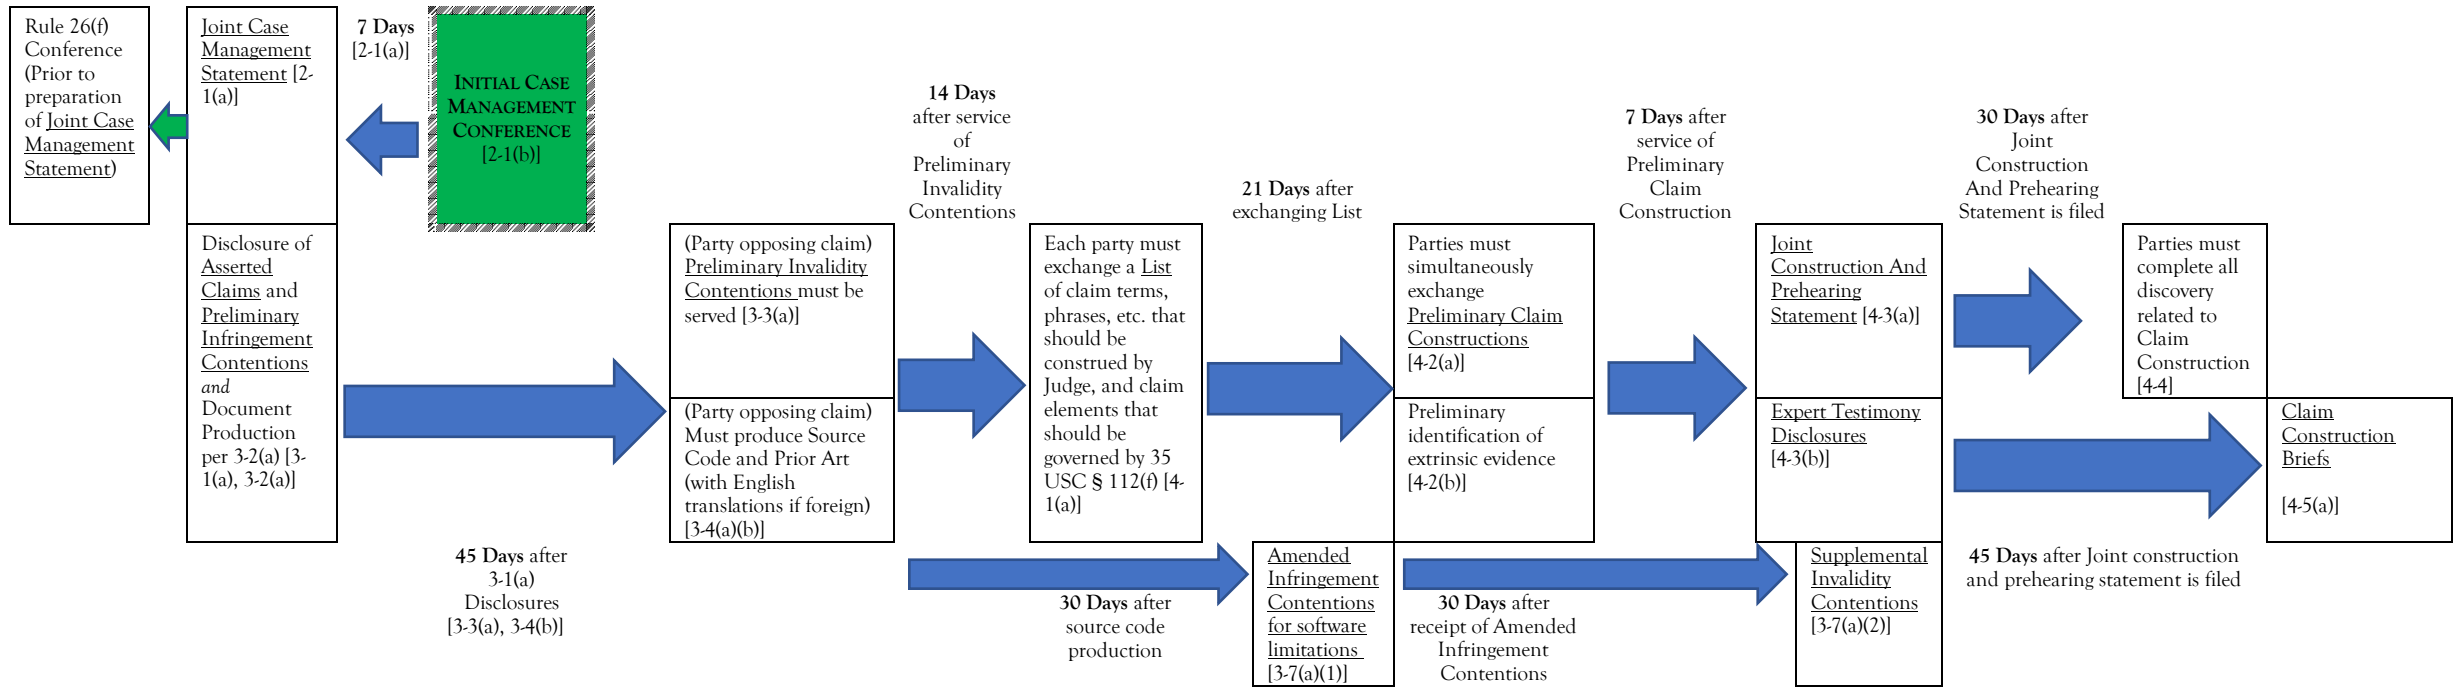 Rule 26(f)
Conference
(Prior to
preparation
of Joint Case
Management
Statement)
Joint Case
Management
Statement [2-
1(a)]
7 Days
[2-1(a)]
INITIAL CASE
MANAGEMENT
CONFERENCE
[2-1(b)]
Disclosure of
Asserted
Claims and
Preliminary
Infringement
Contentions
and
Document
Production
per 3-2(a) [3-
1(a), 3-2(a)]
45 Days after
3-1(a)
Disclosures
[3-3(a), 3-4(b)]
(Party opposing claim)
Preliminary Invalidity
Contentions must be
served [3-3(a)]
(Party opposing claim)
Must produce Source
Code and Prior Art
(with English
translations if foreign)
[3-4(a)(b)]
14 Days
after service
of
Preliminary
Invalidity
Contentions
Each party must
exchange a List
of claim terms,
phrases, etc. that
should be
construed by
Judge, and claim
elements that
should be
governed by 35
USC § 112(f) [4-
1(a)]
30 Days after
source code
production
21 Days after
exchanging List
Amended
Infringement
Contentions
for software
limitations
[3-7(a)(1)]
Parties must
simultaneously
exchange
Preliminary Claim
Constructions
[4-2(a)]
Preliminary
identification of
extrinsic evidence
[4-2(b)]
30 Days after
receipt of Amended
Infringement
Contentions
7 Days after
service of
Preliminary
Claim
Construction
Joint
Construction And
Prehearing
Statement [4-3(a)]
Expert Testimony
Disclosures
[4-3(b)]
Supplemental
Invalidity
Contentions
[3-7(a)(2)]
30 Days after
Joint
Construction
And Prehearing
Statement is filed
Parties must
complete all
discovery
related to
Claim
Construction
[4-4]
45 Days after Joint construction
and prehearing statement is filed
Claim
Construction
Briefs
[4-5(a)]